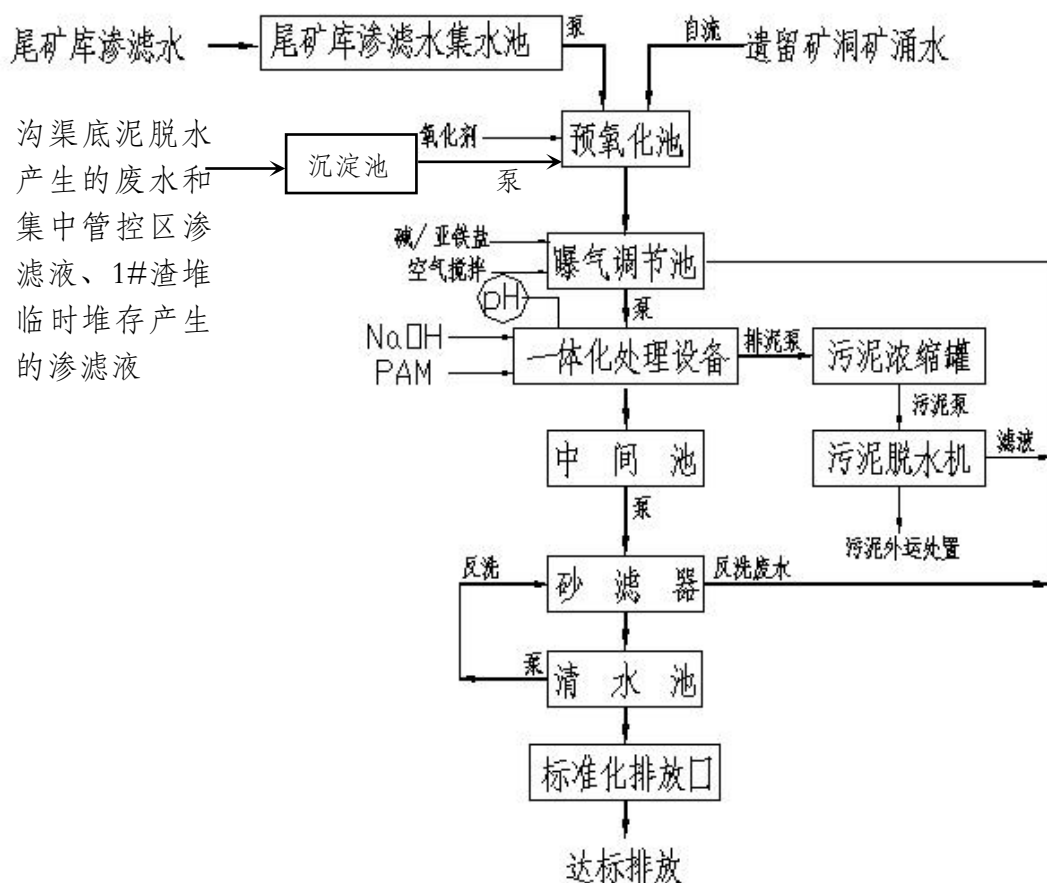 尾矿库渗滤水
尾矿库渗滤水集水池
泵
自流
遗留矿洞矿涌水
沟渠底泥脱水
产生的废水和
集中管控区渗
滤液、1#渣堆
临时堆存产生
的渗滤液
沉淀池
氧化剂
泵
预氧化池
碱/亚铁盐
空气搅拌
曝气调节池
pH
泵
NaOH
PAM
一体化处理设备
排泥泵
污泥浓缩罐
污泥泵
中间池
污泥脱水机
滤液
泵
污泥外运处置
反洗
砂滤器
反洗废水
泵
清水池
标准化排放口
达标排放